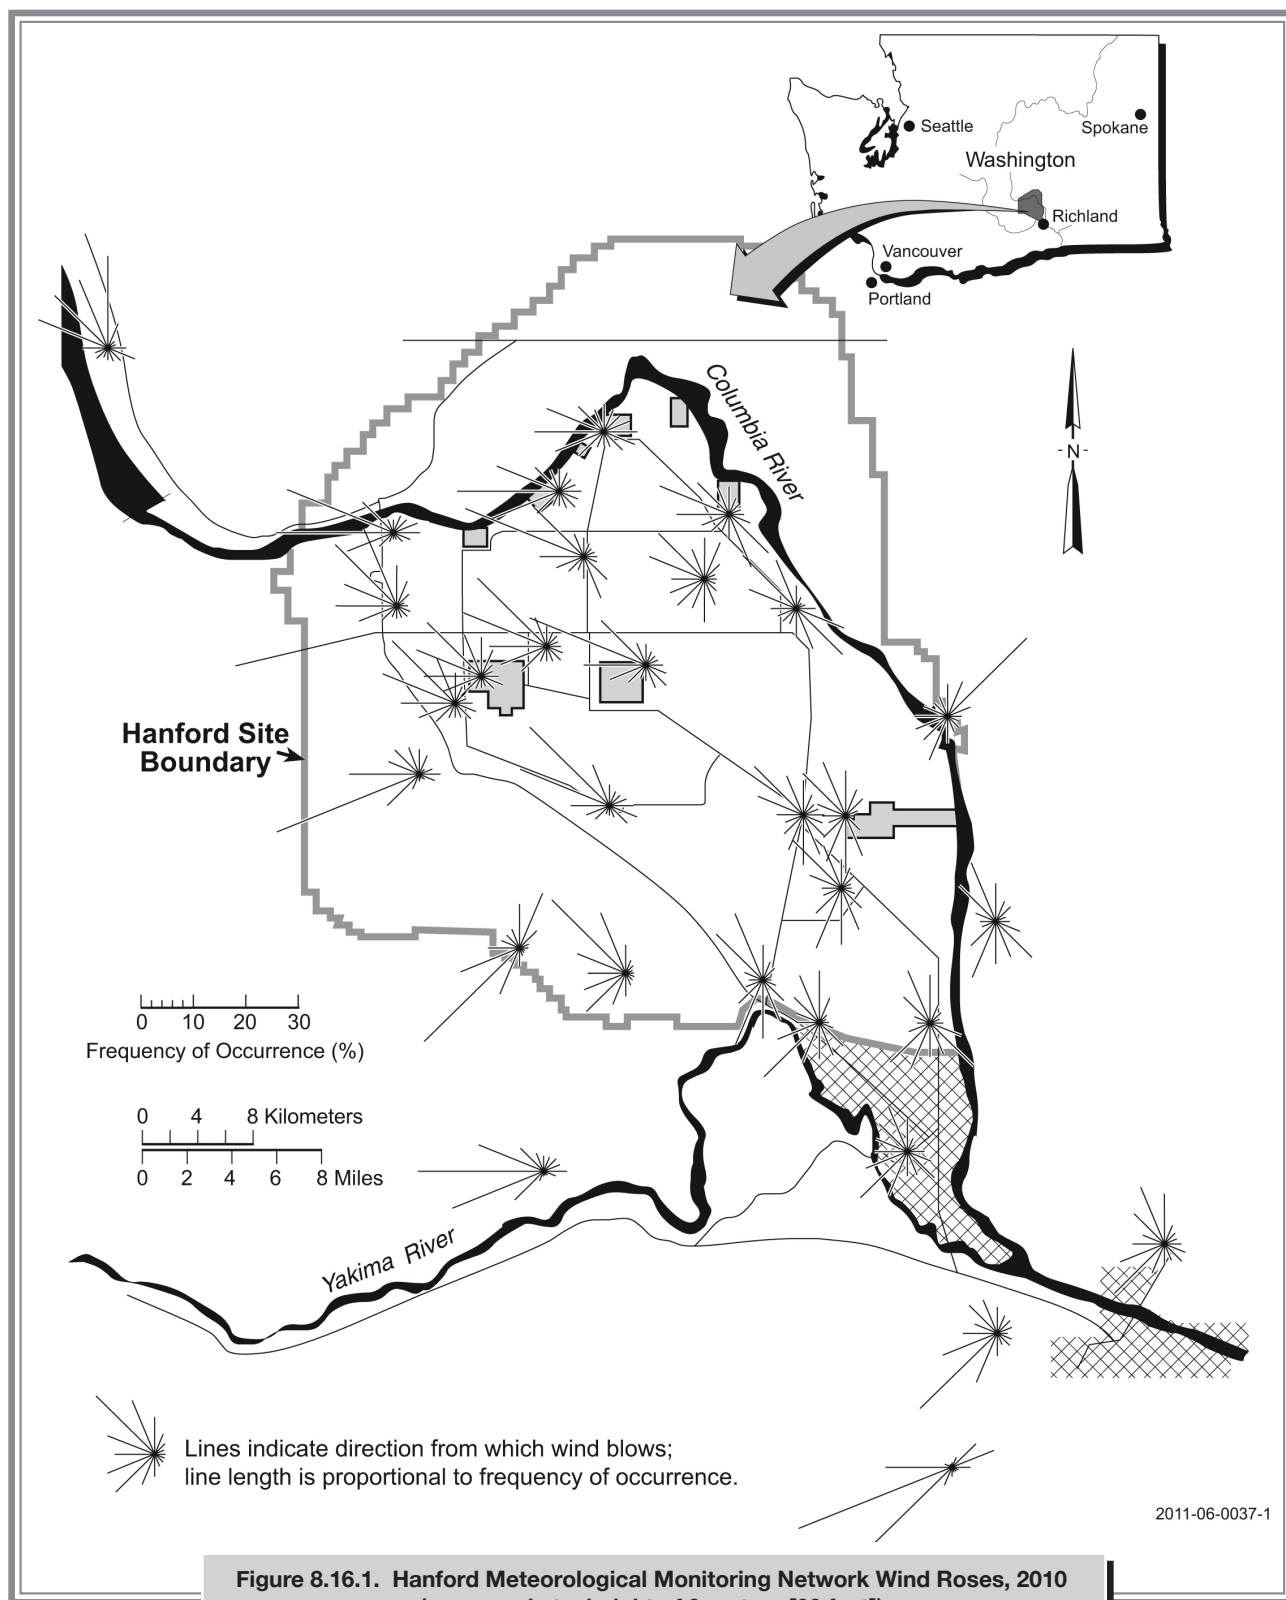 Seattle
Spokane
Washington
Richland
Vancouver
Portland
Columbia River
- N -
Hanford Site
Boundary
0 10 20 30
Frequency of Occurrence (%)
0 4 8 Kilometers
0 2 4 6 8 Miles
Yakima River
Lines indicate direction from which wind blows;
line length is proportional to frequency of occurrence.
2011-06-0037-1
Figure 8.16.1. Hanford Meteorological Monitoring Network Wind Roses, 2010